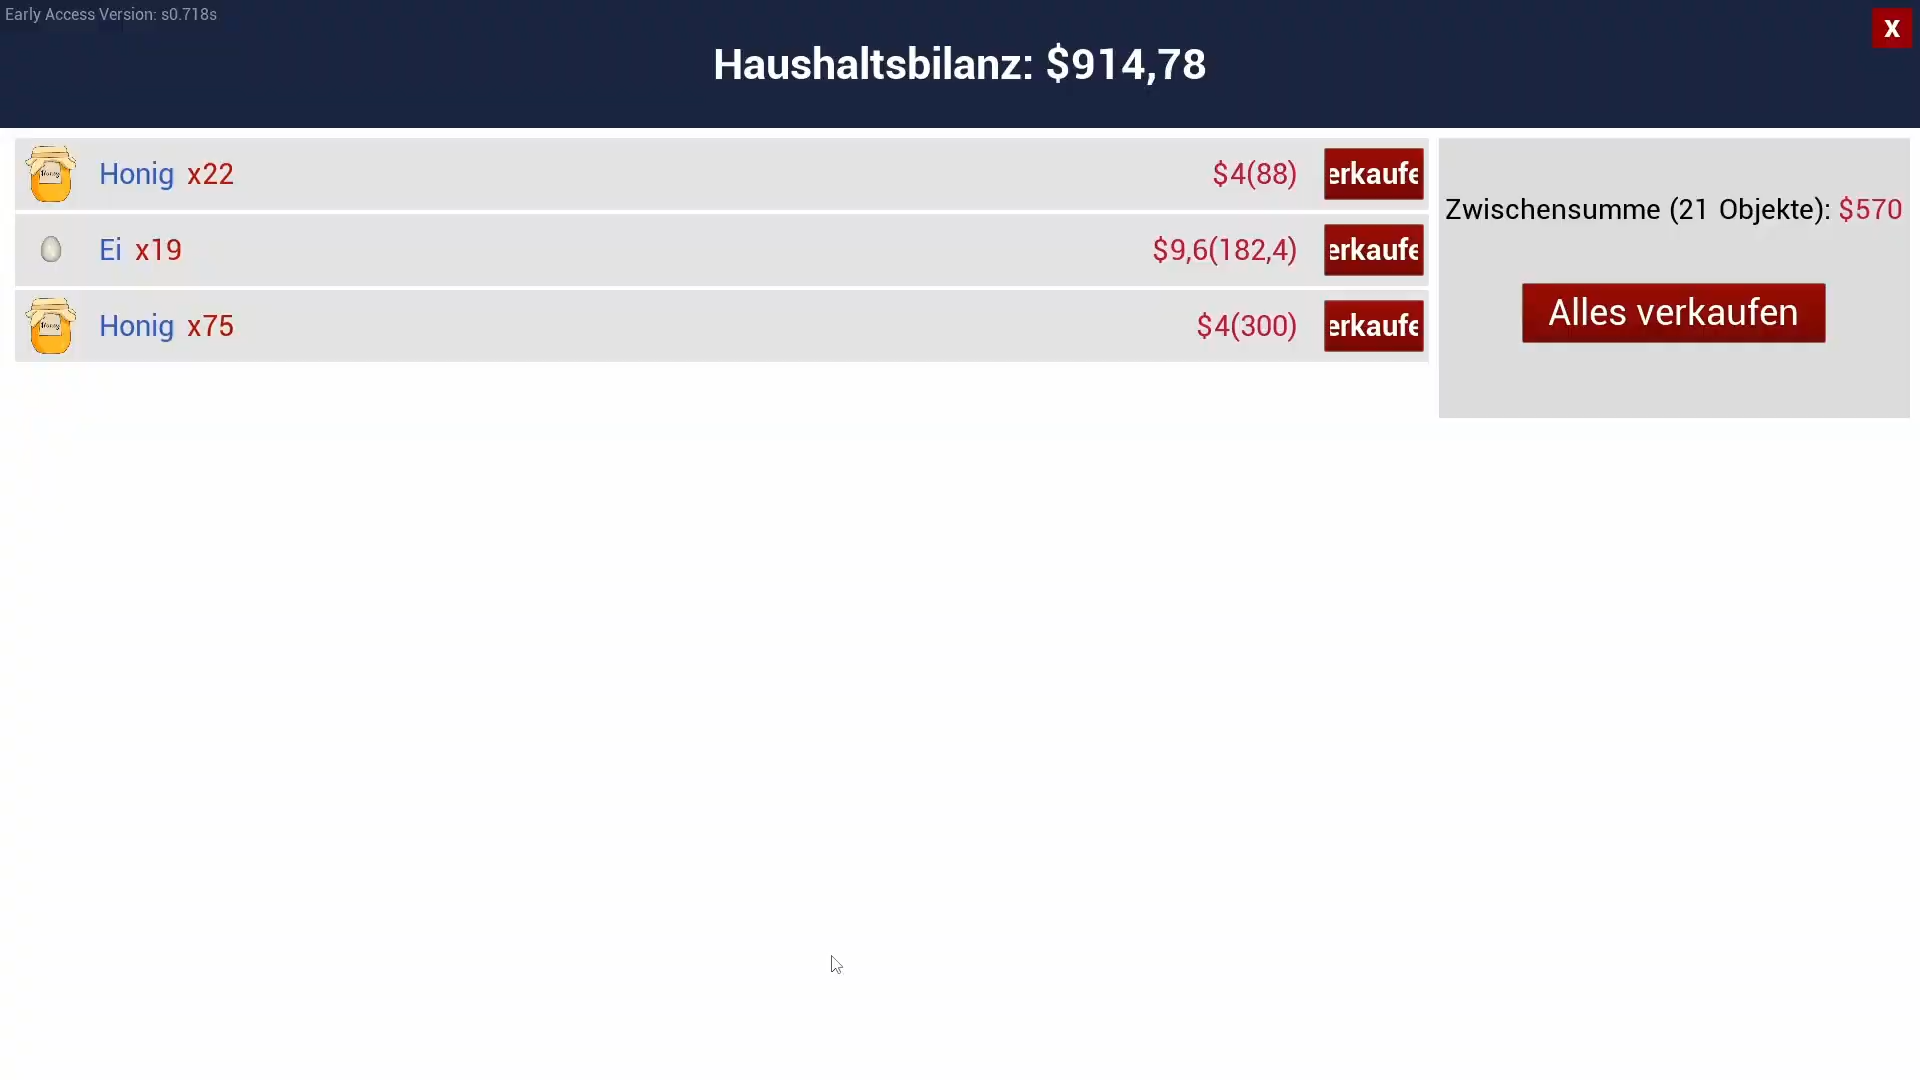 Early Access Version: s0.718s
X
Haushaltsbilanz: $914,78
Honig x22 $4(88) erkaufe
Ei x19 $9,6(182,4) erkaufe
Honig x75 $4(300) erkaufe
Zwischensumme (21 Objekte): $570
Alles verkaufen